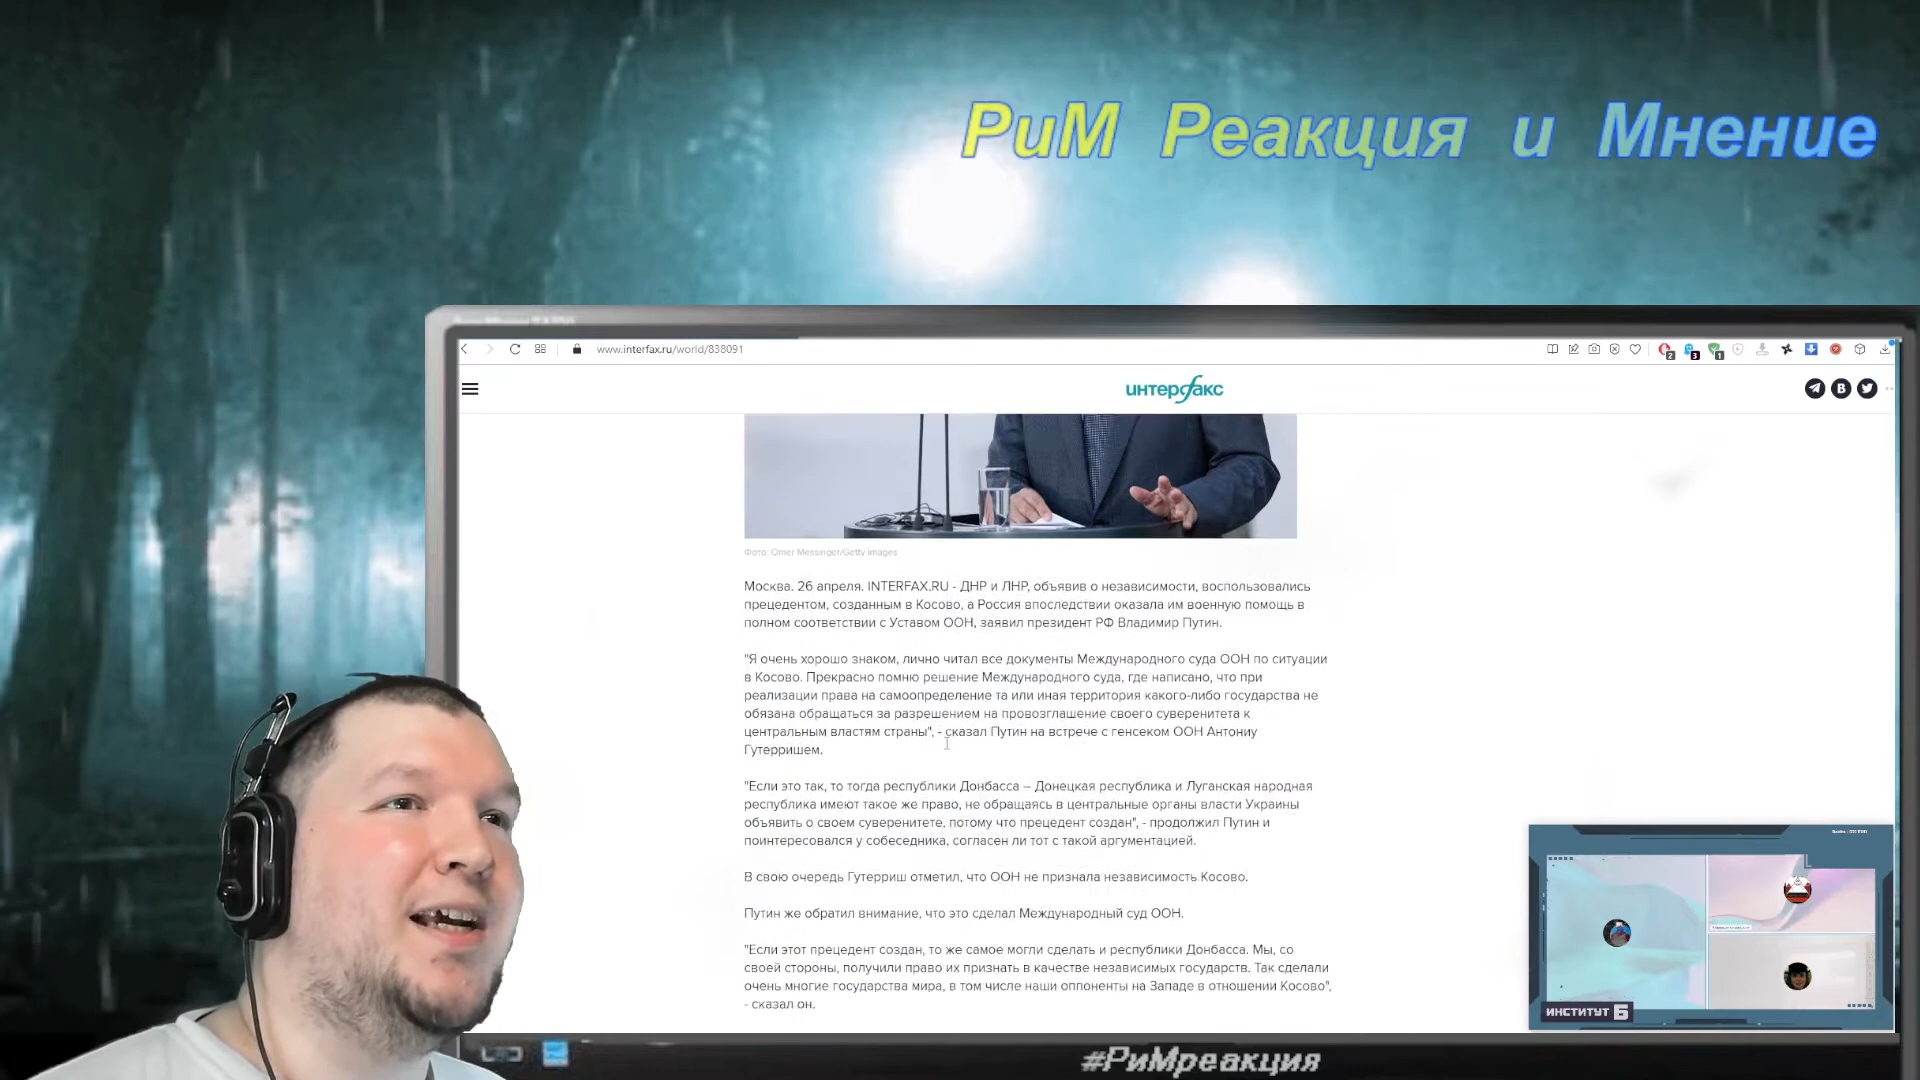 РиМ Реакция и Мнение
www.interfax.ru/world/838091
2
3
1
интерфакс
B
Фото: Omer Messinger/Getty Images
Москва. 26 апреля. INTERFAX.RU - ДНР и ЛНР, объявив о независимости, воспользовались
прецедентом, созданным в Косово, а Россия впоследствии оказала им военную помощь в
полном соответствии с Уставом ООН, заявил президент РФ Владимир Путин.
"Я очень хорошо знаком, лично читал все документы Международного суда ООН по ситуации
в Косово. Прекрасно помню решение Международного суда, где написано, что при
реализации права на самоопределение та или иная территория какого-либо государства не
обязана обращаться за разрешением на провозглашение своего суверенитета к
центральным властям страны", - сказал Путин на встрече с генсеком ООН Антониу
Гутерришем.
"Если это так, то тогда республики Донбасса – Донецкая республика и Луганская народная
республика имеют такое же право, не обращаясь в центральные органы власти Украины
объявить о своем суверенитете, потому что прецедент создан", - продолжил Путин и
поинтересовался у собеседника, согласен ли тот с такой аргументацией.
В свою очередь Гутерриш отметил, что ООН не признала независимость Косово.
Путин же обратил внимание, что это сделал Международный суд ООН.
"Если этот прецедент создан, то же самое могли сделать и республики Донбасса. Мы, со
своей стороны, получили право их признать в качестве независимых государств. Так сделали
очень многие государства мира, в том числе наши оппоненты на Западе в отношении Косово",
- сказал он.
ИНСТИТУТ Б
#РиМреакция